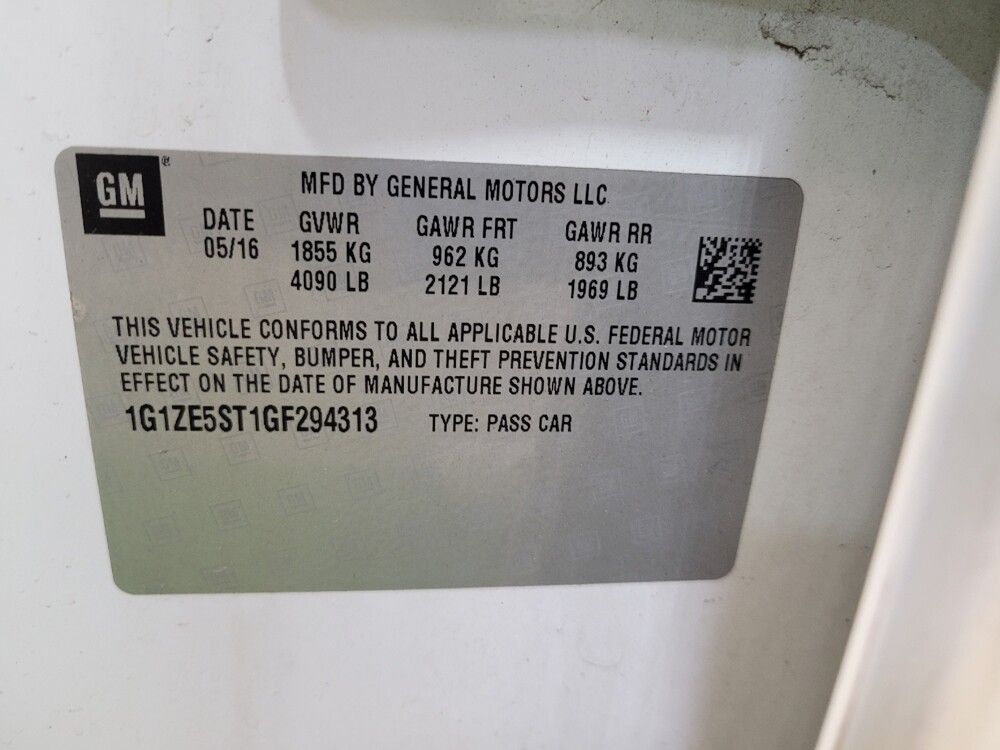 GM
MFD BY GENERAL MOTORS LLC
DATE GVWR GAWR FRT GAWR RR
05/16 1855 KG 962 KG 893 KG
4090 LB 2121 LB 1969 LB
THIS VEHICLE CONFORMS TO ALL APPLICABLE U.S. FEDERAL MOTOR
VEHICLE SAFETY, BUMPER, AND THEFT PREVENTION STANDARDS IN
EFFECT ON THE DATE OF MANUFACTURE SHOWN ABOVE.
1G1ZE5ST1GF294313 TYPE: PASS CAR